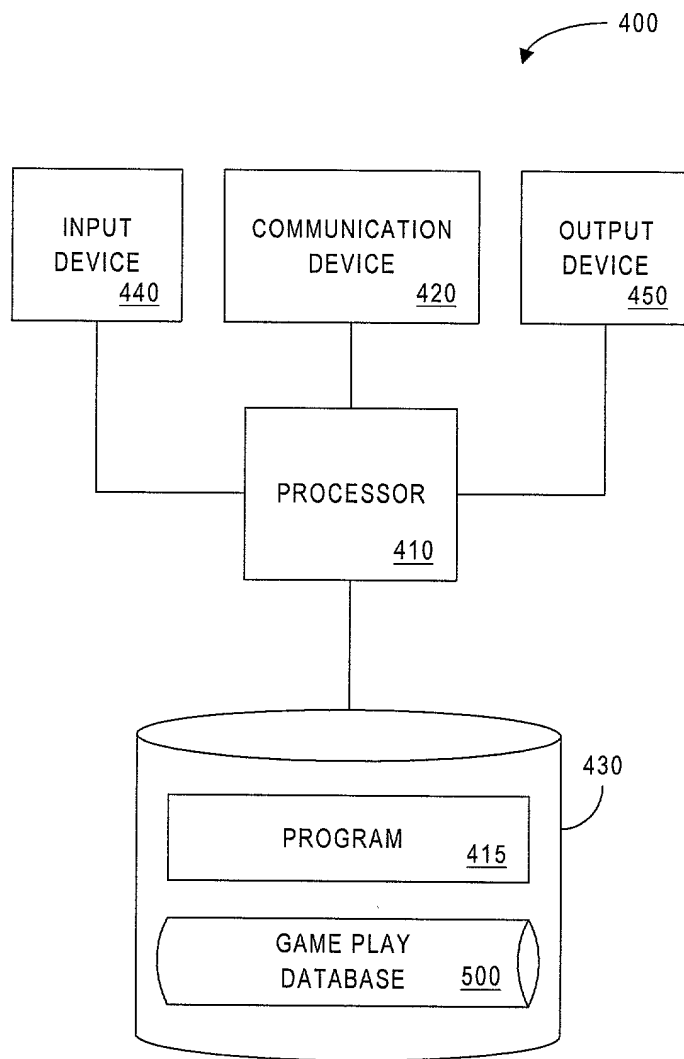 400
INPUT
DEVICE
440
COMMUNICATION
DEVICE
420
OUTPUT
DEVICE
450
PROCESSOR
410
430
PROGRAM
415
GAME PLAY
DATABASE
500